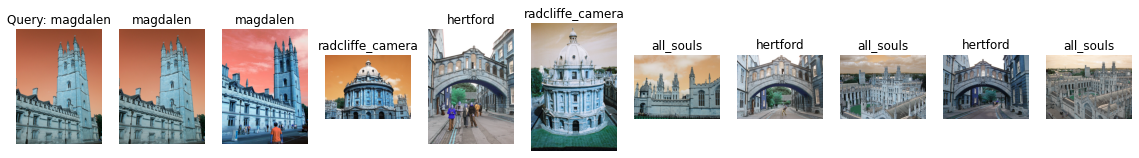 Query: magdalen
magdalen
magdalen
radcliffe_camera
hertford
radcliffe_camera
all_souls
hertford
all_souls
hertford
all_souls